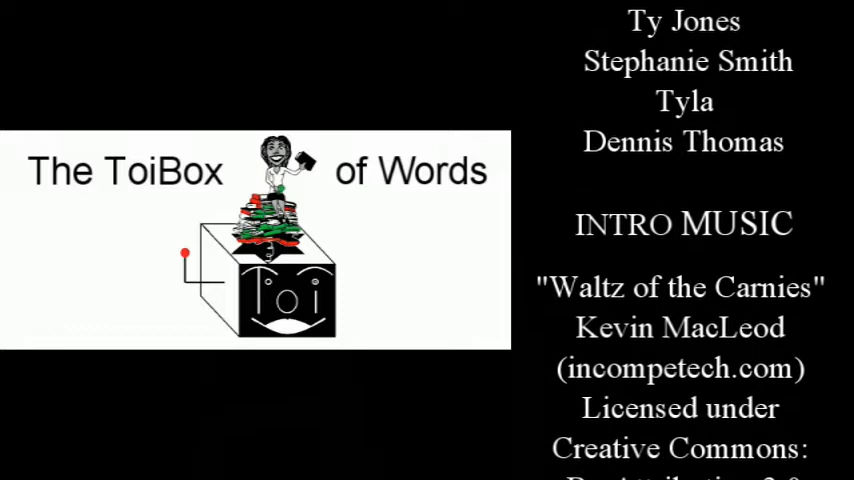 The ToiBox of Words
Toi
Ty Jones
Stephanie Smith
Tyla
Dennis Thomas
INTRO MUSIC
"Waltz of the Carnies"
Kevin MacLeod
(incompetech.com)
Licensed under
Creative Commons: